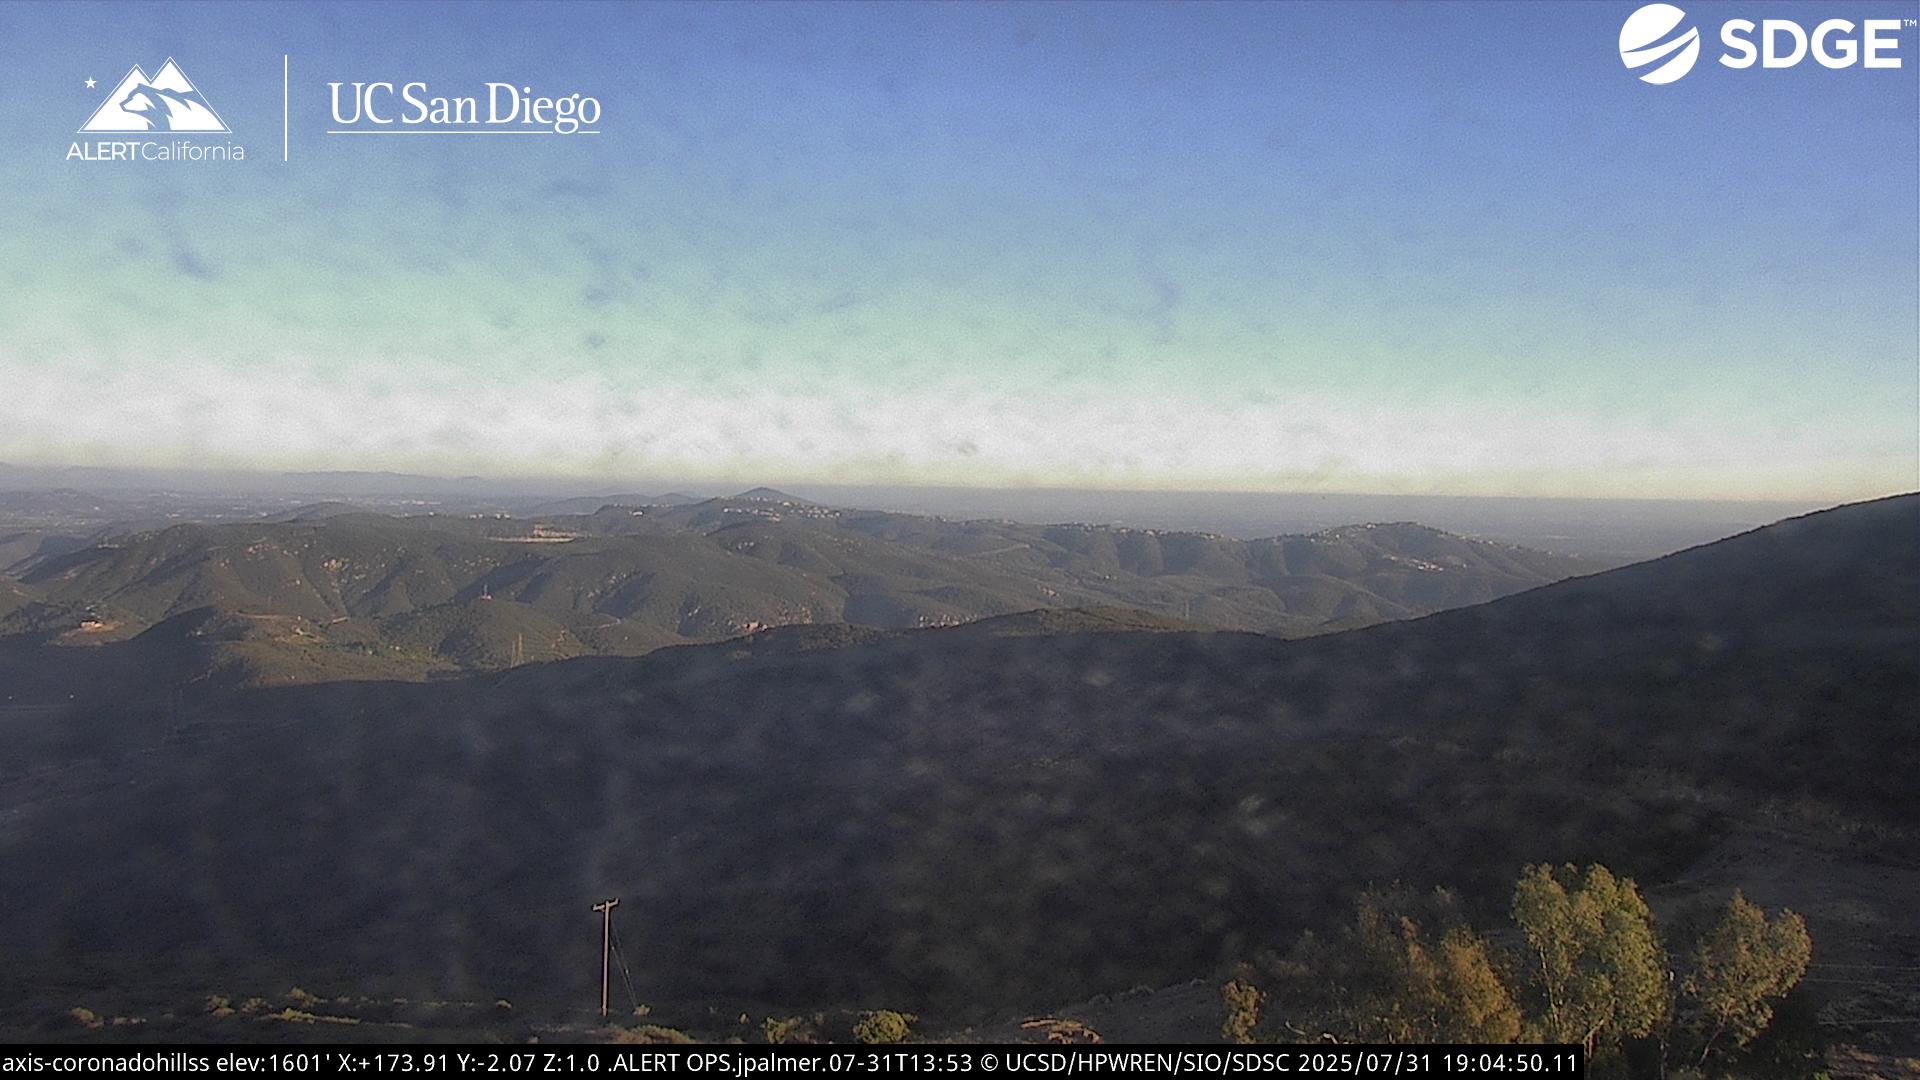 ALERTCalifornia
UC San Diego
SDGE™
axis-coronadohillss elev:1601' X:+173.91 Y:-2.07 Z:1.0 .ALERT OPS.jpalmer.07-31T13:53 © UCSD/HPWREN/SIO/SDSC 2025/07/31 19:04:50.11